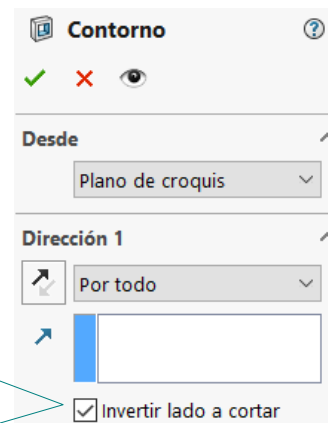 Contorno
Desde
Plano de croquis
Dirección 1
Por todo
Invertir lado a cortar